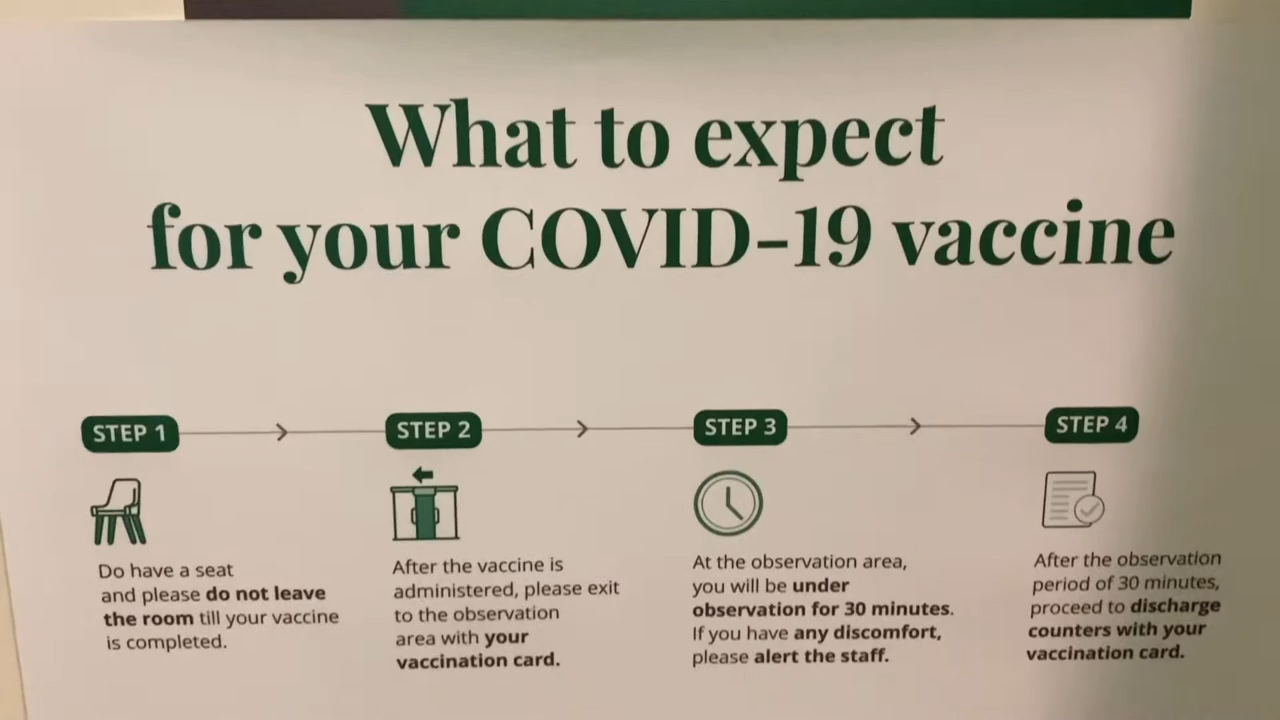 What to expect
for your COVID-19 vaccine
STEP 1
Do have a seat
and please do not leave
the room till your vaccine
is completed.
STEP 2
After the vaccine is
administered, please exit
to the observation
area with your
vaccination card.
STEP 3
At the observation area,
you will be under
observation for 30 minutes.
If you have any discomfort,
please alert the staff.
STEP 4
After the observation
period of 30 minutes,
proceed to discharge
counters with your
vaccination card.